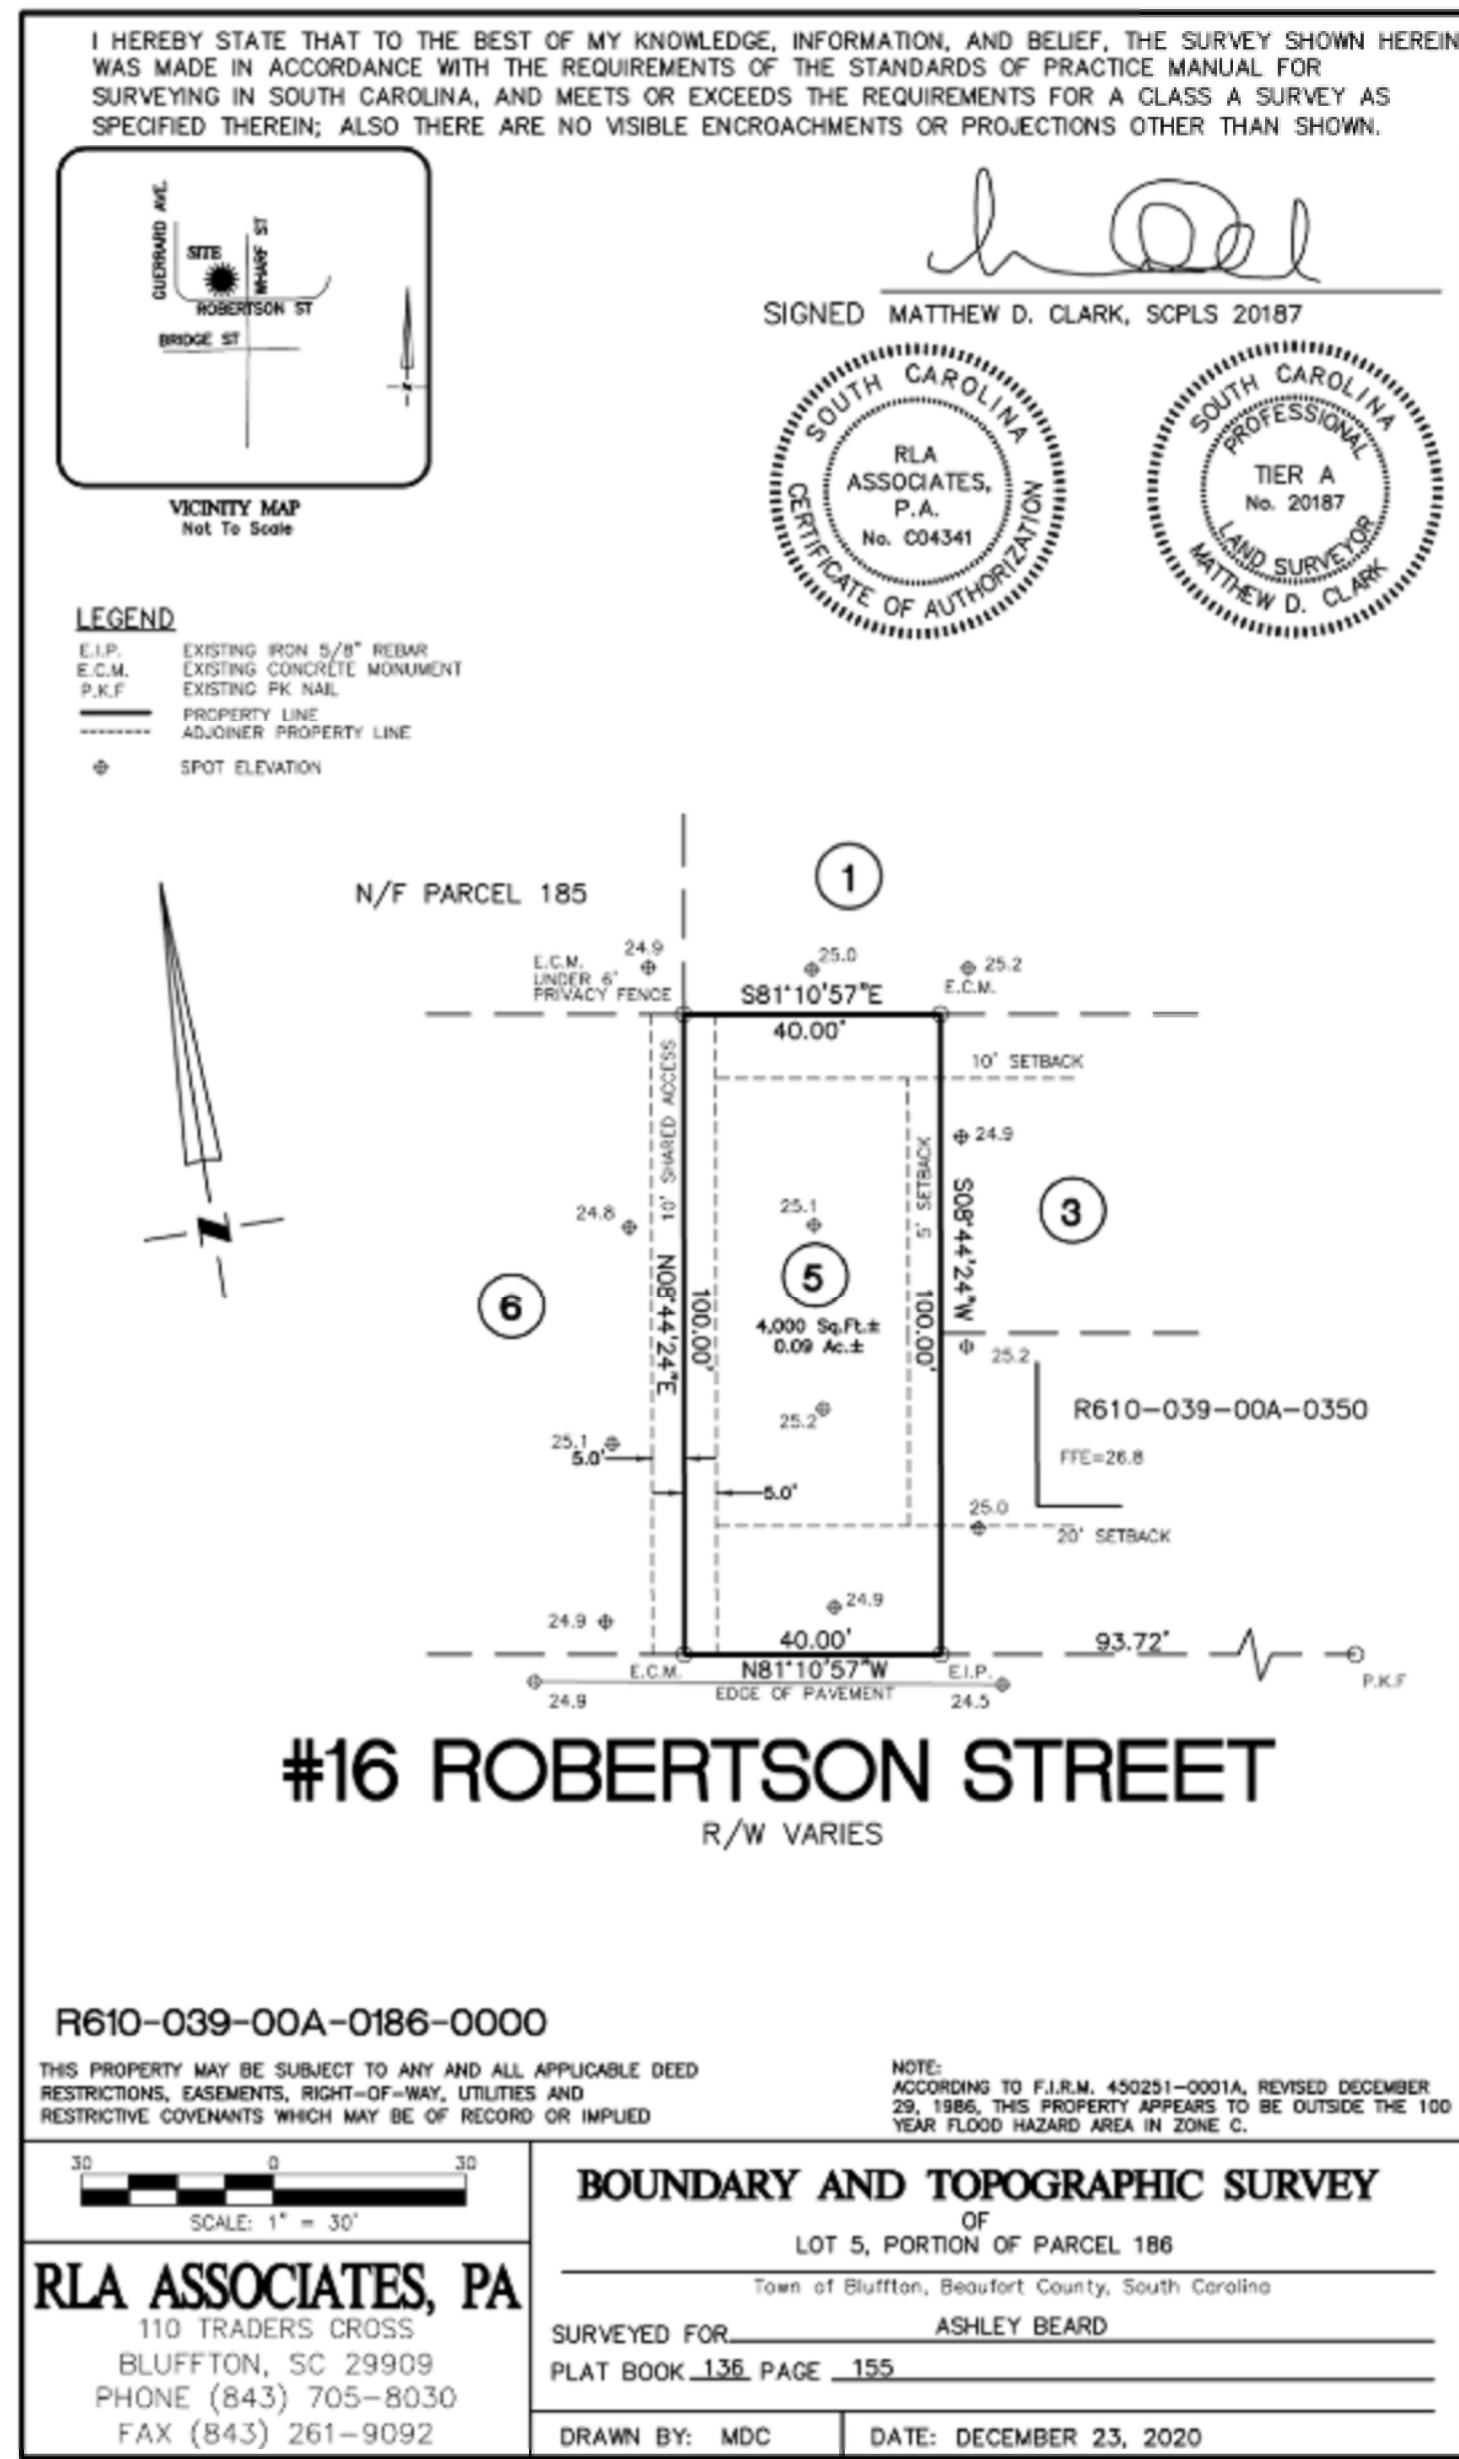 I HEREBY STATE THAT TO THE BEST OF MY KNOWLEDGE, INFORMATION, AND BELIEF, THE SURVEY SHOWN HEREIN
WAS MADE IN ACCORDANCE WITH THE REQUIREMENTS OF THE STANDARDS OF PRACTICE MANUAL FOR
SURVEYING IN SOUTH CAROLINA, AND MEETS OR EXCEEDS THE REQUIREMENTS FOR A CLASS A SURVEY AS
SPECIFIED THEREIN; ALSO THERE ARE NO VISIBLE ENCROACHMENTS OR PROJECTIONS OTHER THAN SHOWN.
GUERRARD AVE.
SITE
WHARF ST
ROBERTSON ST
BRIDGE ST
N
VICINITY MAP
Not To Scale
SIGNED MATTHEW D. CLARK, SCPLS 20187
SOUTH CAROLINA
RLA
ASSOCIATES,
P.A.
No. C04341
CERTIFICATE OF AUTHORIZATION
SOUTH CAROLINA
PROFESSIONAL
TIER A
No. 20187
LAND SURVEYOR
MATTHEW D. CLARK
LEGEND
E.I.P. EXISTING IRON 5/8" REBAR
E.C.M. EXISTING CONCRETE MONUMENT
P.K.F EXISTING PK NAIL
PROPERTY LINE
ADJOINER PROPERTY LINE
SPOT ELEVATION
N
N/F PARCEL 185
1
E.C.M.
UNDER 6'
PRIVACY FENCE
24.9
25.0
25.2
E.C.M.
S81°10'57"E
40.00'
10' SETBACK
10' SHARED ACCESS
5' SETBACK
24.9
24.8
25.1
S08°44'24"W
3
6
5
N08°44'24"E
100.00'
4,000 Sq.Ft.±
0.09 Ac.±
100.00'
25.2
R610-039-00A-0350
25.2
25.1
5.0'
FFE=26.8
5.0'
25.0
20' SETBACK
24.9
24.9
40.00'
93.72'
E.C.M.
N81°10'57"W
E.I.P.
P.K.F
24.9
EDGE OF PAVEMENT
24.5
#16 ROBERTSON STREET
R/W VARIES
R610-039-00A-0186-0000
THIS PROPERTY MAY BE SUBJECT TO ANY AND ALL APPLICABLE DEED
RESTRICTIONS, EASEMENTS, RIGHT-OF-WAY, UTILITIES AND
RESTRICTIVE COVENANTS WHICH MAY BE OF RECORD OR IMPLIED
NOTE:
ACCORDING TO F.I.R.M. 450251-0001A, REVISED DECEMBER
29, 1986, THIS PROPERTY APPEARS TO BE OUTSIDE THE 100
YEAR FLOOD HAZARD AREA IN ZONE C.
30 0 30
SCALE: 1" = 30'
RLA ASSOCIATES, PA
110 TRADERS CROSS
BLUFFTON, SC 29909
PHONE (843) 705-8030
FAX (843) 261-9092
BOUNDARY AND TOPOGRAPHIC SURVEY
OF
LOT 5, PORTION OF PARCEL 186
Town of Bluffton, Beaufort County, South Carolina
SURVEYED FOR ASHLEY BEARD
PLAT BOOK 136 PAGE 155
DRAWN BY: MDC
DATE: DECEMBER 23, 2020